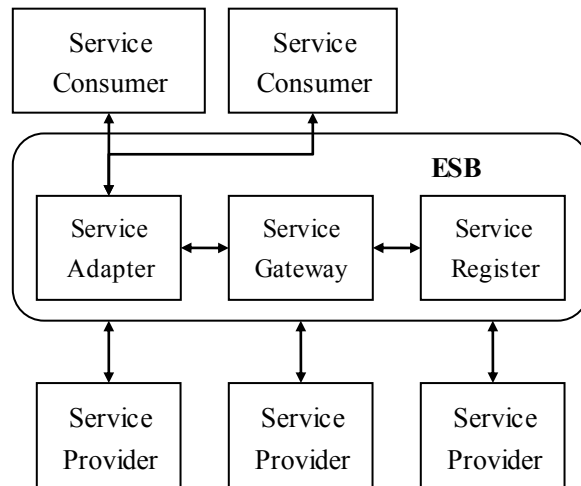 Service
Consumer
Service
Consumer
ESB
Service
Adapter
Service
Gateway
Service
Register
Service
Provider
Service
Provider
Service
Provider